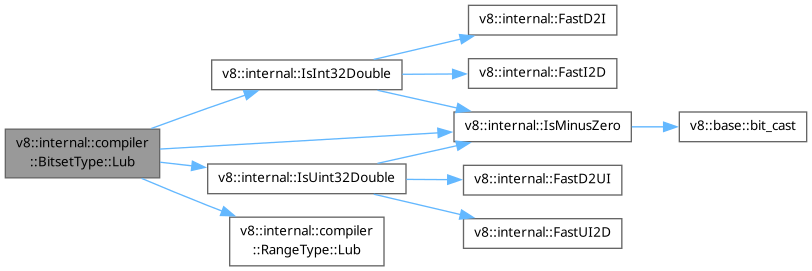 v8::internal::compiler
::BitsetType::Lub
v8::internal::IsInt32Double
v8::internal::IsUint32Double
v8::internal::compiler
::RangeType::Lub
v8::internal::FastD2I
v8::internal::FastI2D
v8::internal::IsMinusZero
v8::internal::FastD2UI
v8::internal::FastUI2D
v8::base::bit_cast